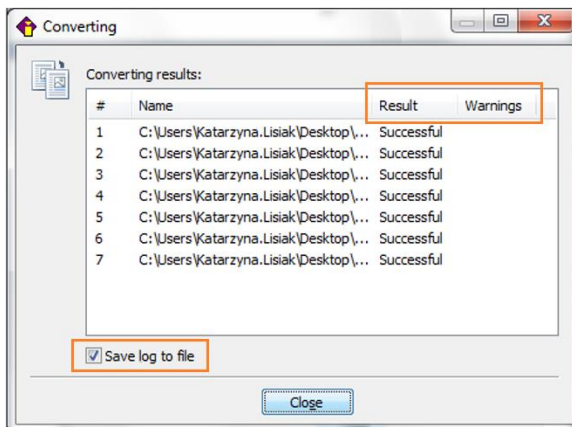 Converting
Converting results:
# Name Result Warnings
1 C:\Users\Katarzyna.Lisiak\Desktop\... Successful
2 C:\Users\Katarzyna.Lisiak\Desktop\... Successful
3 C:\Users\Katarzyna.Lisiak\Desktop\... Successful
4 C:\Users\Katarzyna.Lisiak\Desktop\... Successful
5 C:\Users\Katarzyna.Lisiak\Desktop\... Successful
6 C:\Users\Katarzyna.Lisiak\Desktop\... Successful
7 C:\Users\Katarzyna.Lisiak\Desktop\... Successful
Save log to file
Close